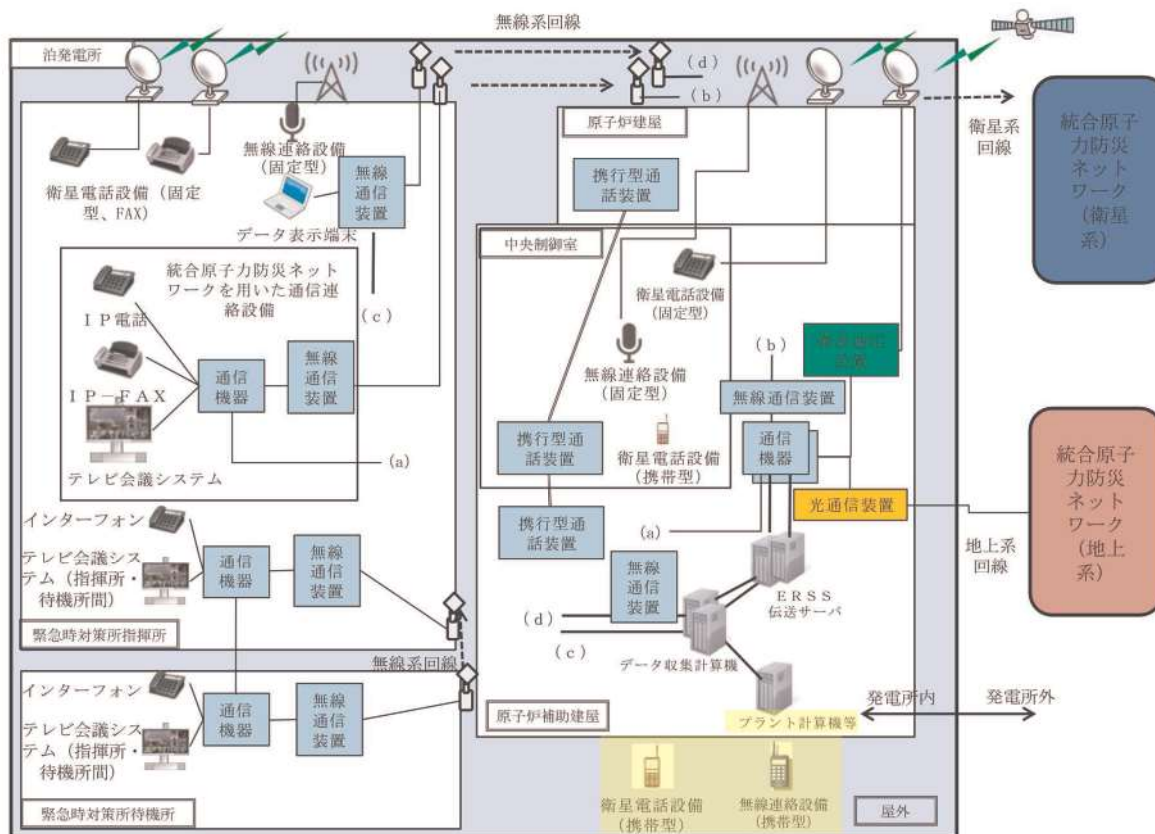 無線系回線
泊発電所
(d)
(b)
原子炉建屋
衛星系
回線
統合原子
力防災
ネット
ワーク
(衛星
系)
衛星電話設備(固定
型、FAX)
無線連絡設備
(固定型)
データ表示端末
無線
通信
装置
(c)
携行型通
話装置
中央制御室
衛星電話設備
(固定型)
無線連絡設備
(固定型)
統合原子力防災ネット
ワークを用いた通信連
絡設備
IP電話
IP-FAX
テレビ会議システム
通信
機器
無線
通信
装置
(a)
(b)
無線通信装置
通信
機器
携行型通
話装置
衛星電話設備
(携帯型)
光通信装置
携行型通
話装置
(a)
地上系
回線
統合原子
力防災
ネット
ワーク
(地上
系)
インターフォン
テレビ会議シス
テム(指揮所・
待機所間)
通信
機器
無線
通信
装置
緊急時対策所指揮所
無線
通信
装置
ERSS
伝送サーバ
(d)
(c)
データ収集計算機
無線系回線
インターフォン
テレビ会議シス
テム(指揮所・
待機所間)
通信
機器
無線
通信
装置
緊急時対策所待機所
原子炉補助建屋
プラント計算機等
発電所内
発電所外
衛星電話設備
(携帯型)
無線連絡設備
(携帯型)
屋外